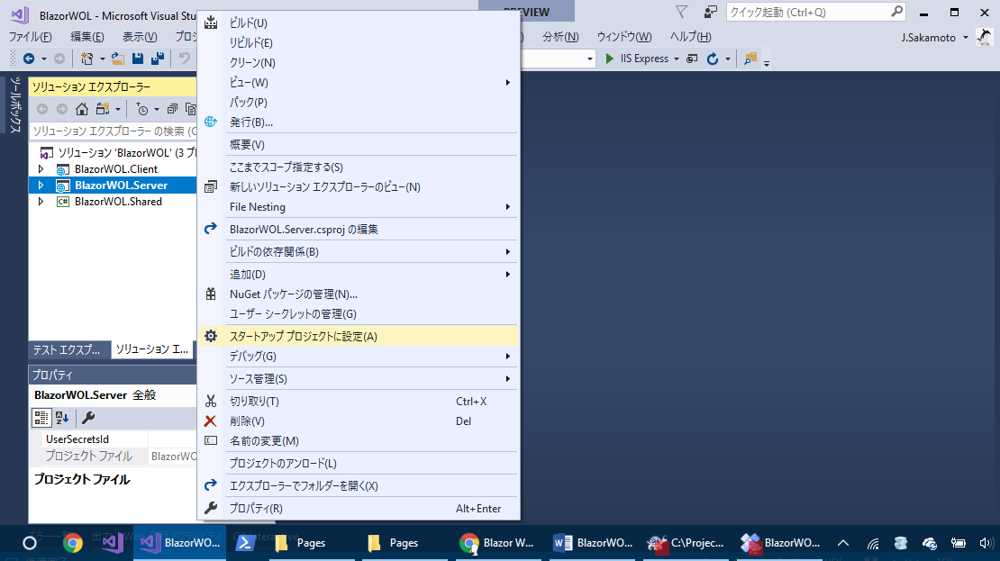 BlazorWOL - Microsoft Visual Stu
PREVIEW
クイック起動 (Ctrl+Q)
ファイル(F)
編集(E)
表示(V)
プロジ
分析(N)
ウィンドウ(W)
ヘルプ(H)
J.Sakamoto
IIS Express
ツールボックス
ソリューション エクスプローラー
ソリューション エクスプローラー の検索 (C
ソリューション 'BlazorWOL' (3 プ
BlazorWOL.Client
BlazorWOL.Server
BlazorWOL.Shared
テスト エクスプ...
ソリューション エ...
プロパティ
BlazorWOL.Server 全般
UserSecretsId
プロジェクト ファイル
BlazorWO
プロジェクト ファイル
ビルド(U)
リビルド(E)
クリーン(N)
ビュー(W)
パック(P)
発行(B)...
概要(V)
ここまでスコープ指定する(S)
新しいソリューション エクスプローラーのビュー(N)
File Nesting
BlazorWOL.Server.csproj の編集
ビルドの依存関係(B)
追加(D)
NuGet パッケージの管理(N)...
ユーザー シークレットの管理(G)
スタートアップ プロジェクトに設定(A)
デバッグ(G)
ソース管理(S)
切り取り(T) Ctrl+X
削除(V) Del
名前の変更(M)
プロジェクトのアンロード(L)
エクスプローラーでフォルダーを開く(X)
プロパティ(R) Alt+Enter
BlazorWO...
Pages
Pages
Blazor W...
BlazorWO...
C:\Projec...
BlazorWO...